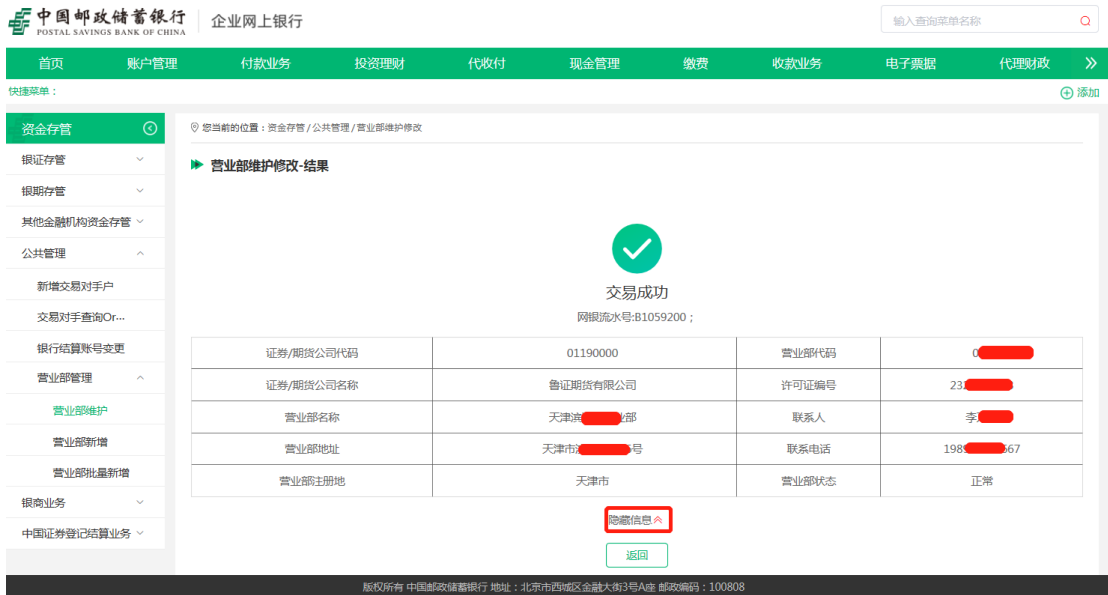 中国邮政储蓄银行 企业网上银行 输入查询菜单名称
POSTAL SAVINGS BANK OF CHINA
首页 账户管理 付款业务 投资理财 代收付 现金管理 缴费 收款业务 电子票据 代理财政
快捷菜单： 添加
资金存管
银证存管
银期存管
其他金融机构资金存管
公共管理
新增交易对手户
交易对手查询Or···
银行结算账号变更
营业部管理
营业部维护
营业部新增
营业部批量新增
银商业务
中国证券登记结算业务
您当前的位置：资金存管/公共管理/营业部维护修改
营业部维护修改-结果
交易成功
网银流水号:B1059200；
证券/期货公司代码 01190000 营业部代码 0
证券/期货公司名称 鲁证期货有限公司 许可证编号 23
营业部名称 天津滨 业部 联系人 李
营业部地址 天津市 号 联系电话 198 567
营业部注册地 天津市 营业部状态 正常
隐藏信息
返回
版权所有 中国邮政储蓄银行 地址：北京市西城区金融大街3号A座 邮政编码：100808